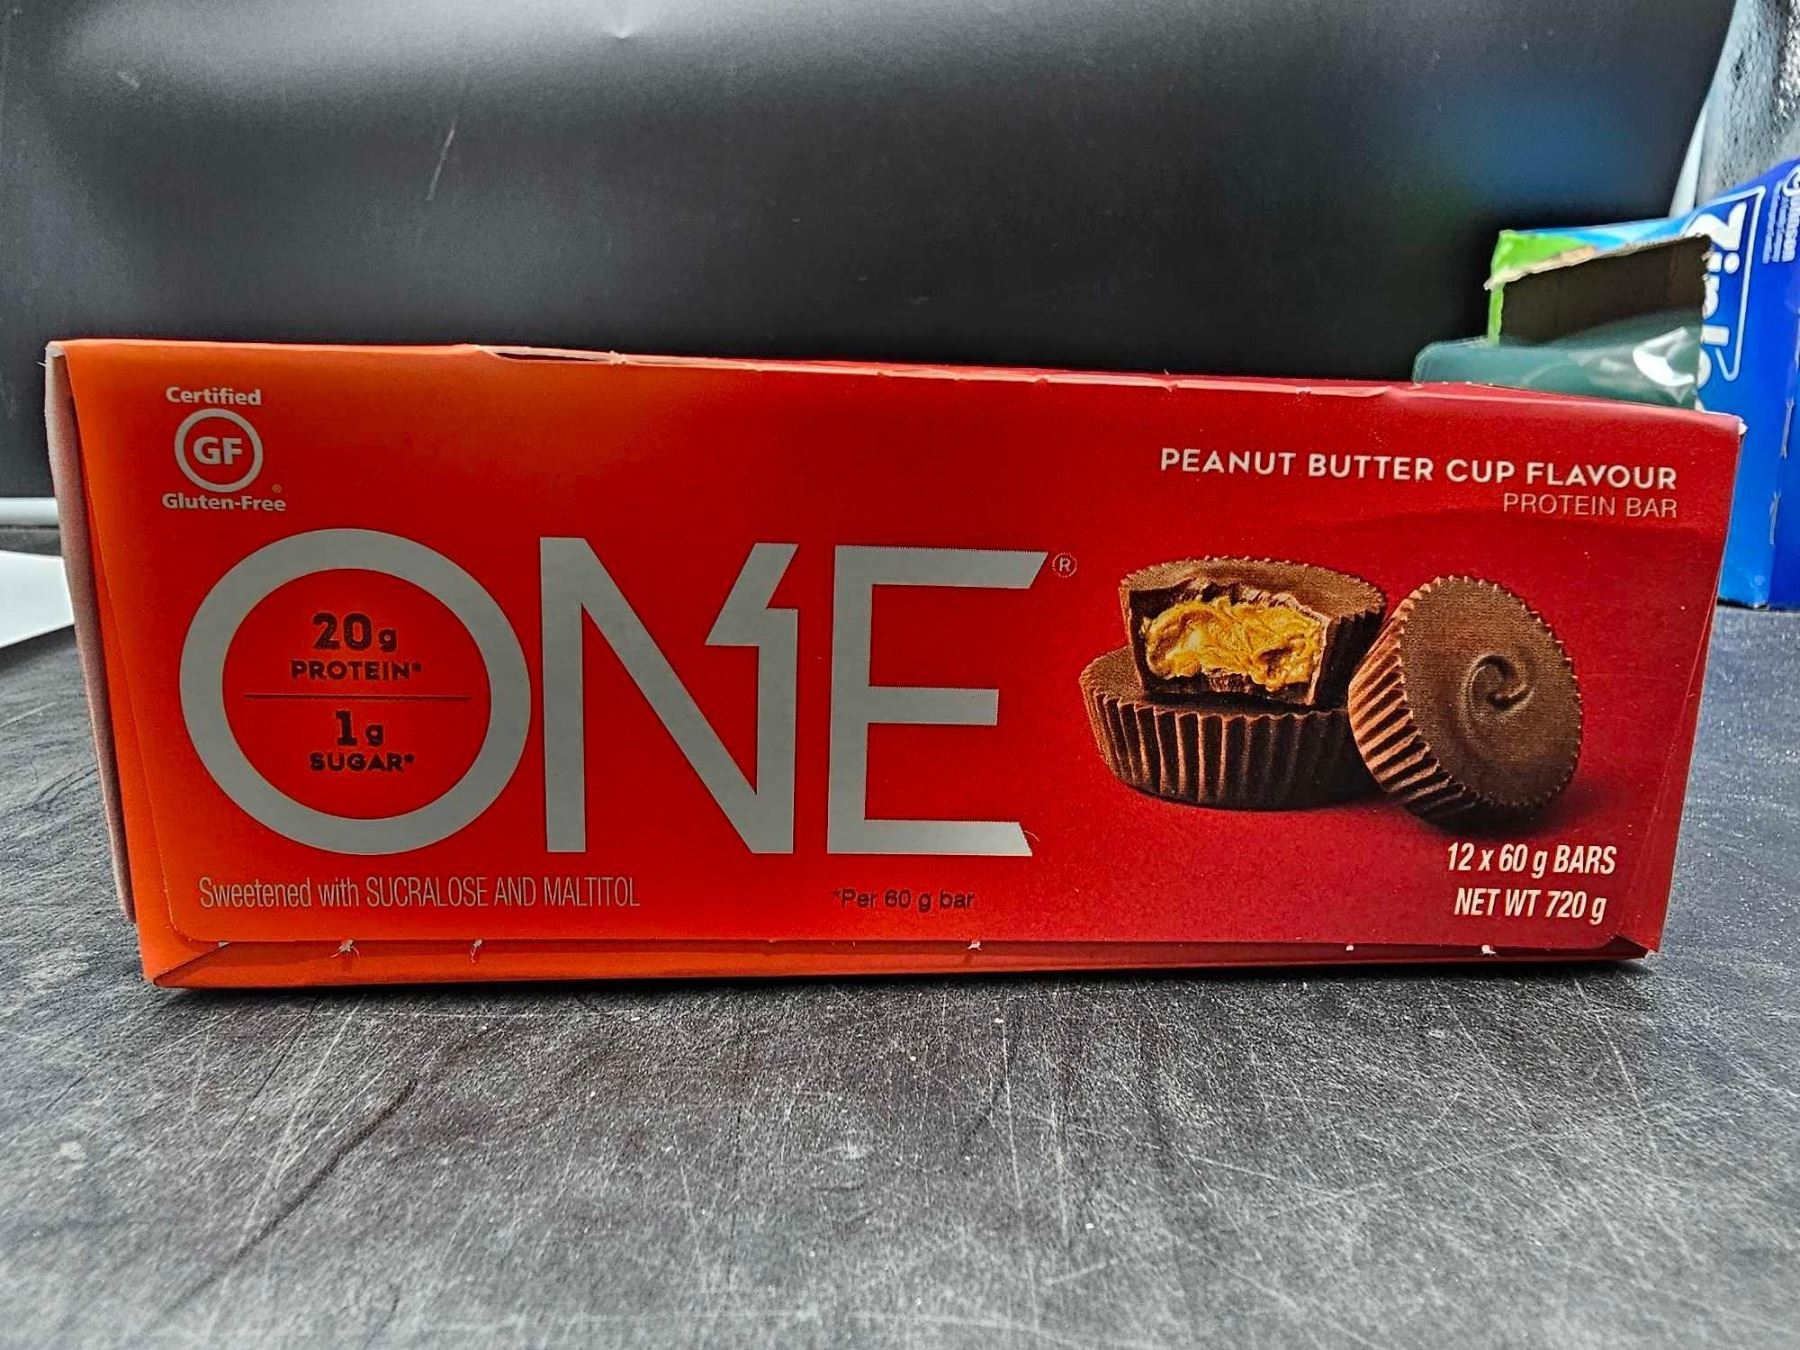 Certified
GF
Gluten-Free®
PEANUT BUTTER CUP FLAVOUR
PROTEIN BAR
ONE®
20g
PROTEIN*
1g
SUGAR*
Sweetened with SUCRALOSE AND MALTITOL
*Per 60 g bar
12 x 60 g BARS
NET WT 720 g